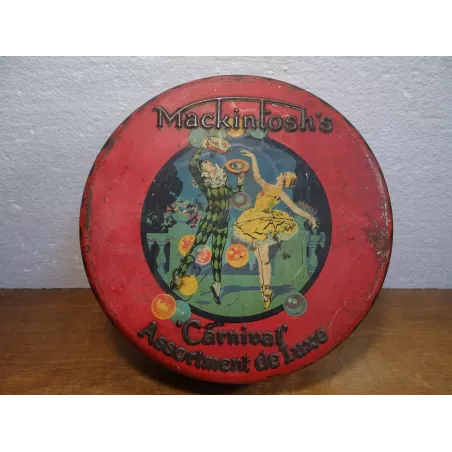 Mackintosh's
"Carnival"
Assortment de Luxe